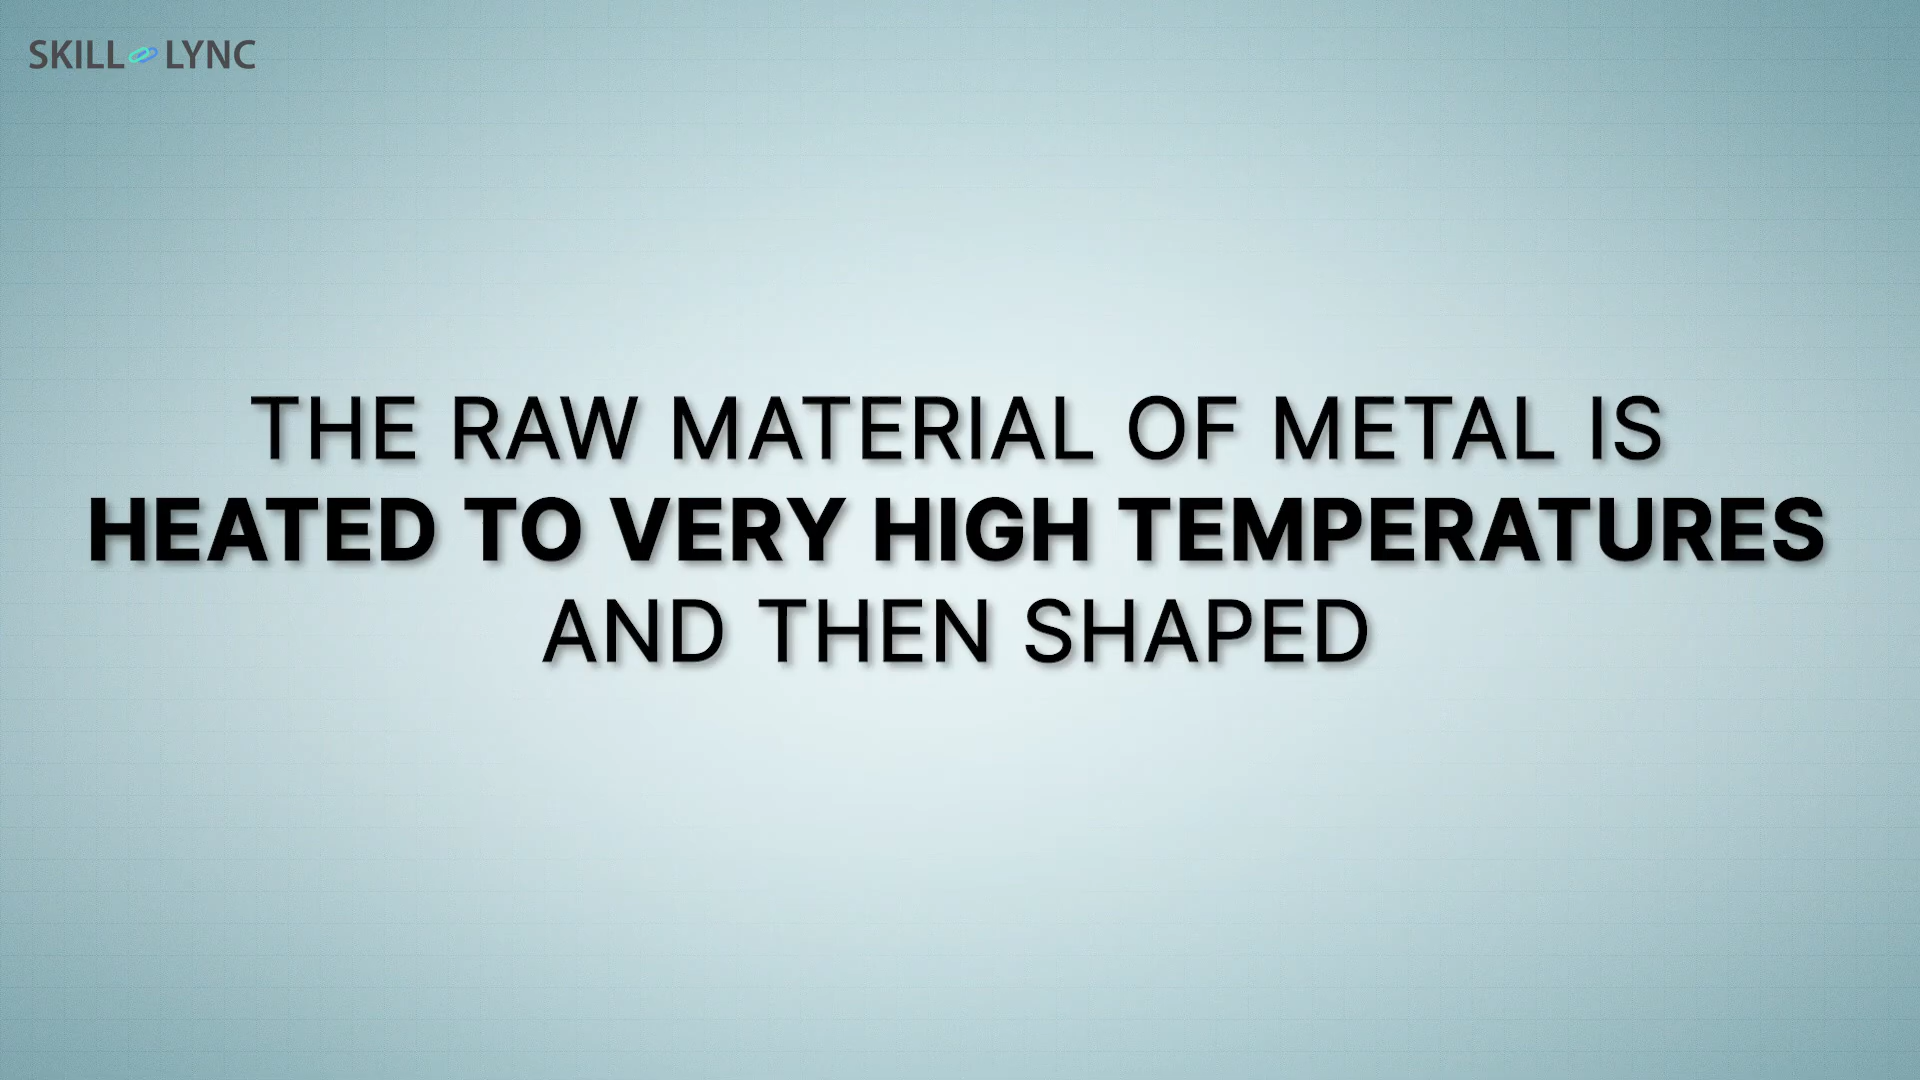 SKILL LYNC
THE RAW MATERIAL OF METAL IS
HEATED TO VERY HIGH TEMPERATURES
AND THEN SHAPED